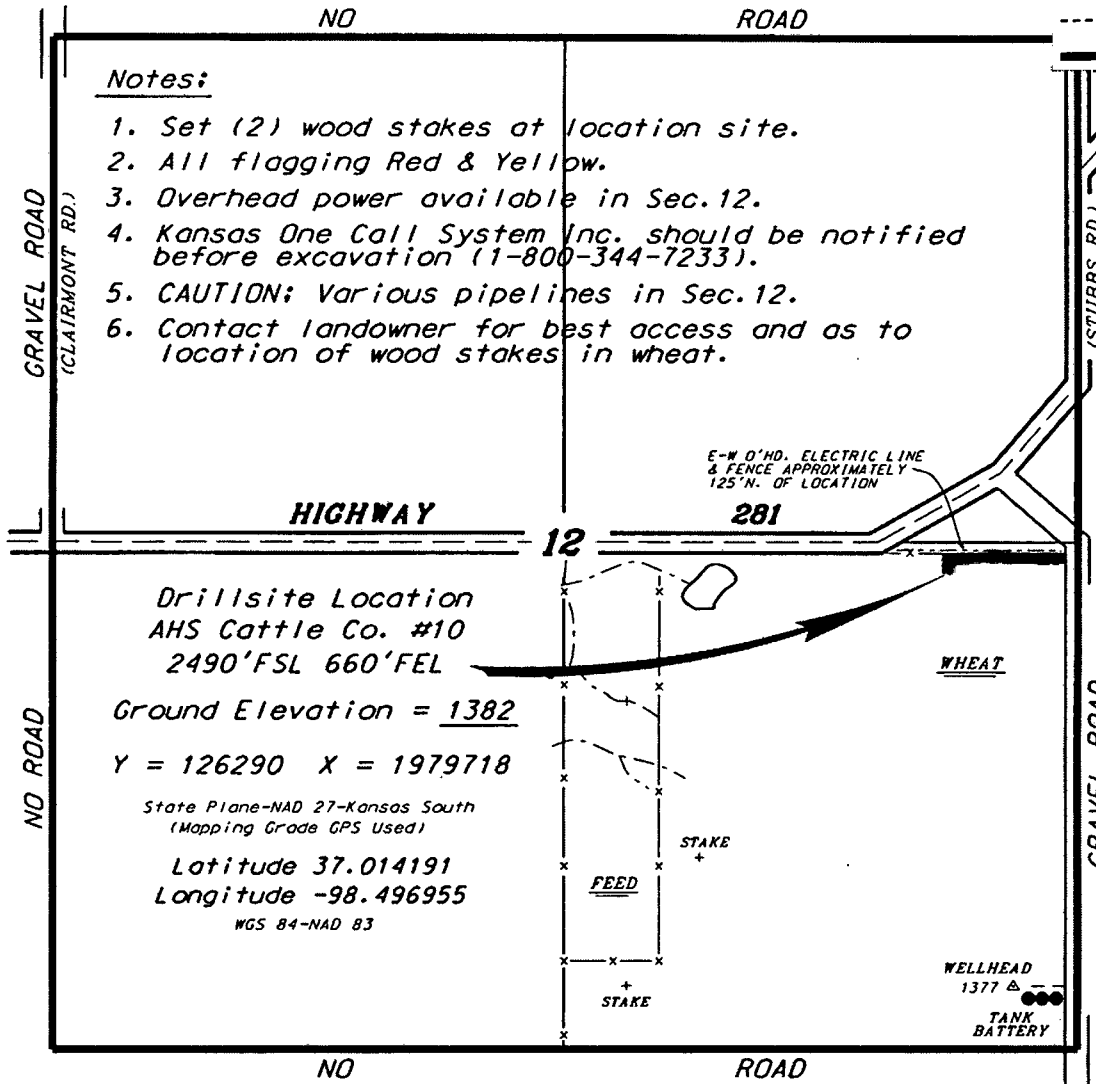 NO ROAD
Notes:
1. Set (2) wood stakes at location site.
2. All flagging Red & Yellow.
3. Overhead power available in Sec. 12.
4. Kansas One Call System Inc. should be notified
before excavation (1-800-344-7233).
5. CAUTION: Various pipelines in Sec. 12.
6. Contact landowner for best access and as to
location of wood stakes in wheat.
GRAVEL ROAD
(CLAIRMONT RD.)
(STUBBS RD.)
E-W O'HD. ELECTRIC LINE
& FENCE APPROXIMATELY
125'N. OF LOCATION
HIGHWAY 281
12
Drillsite Location
AHS Cattle Co. #10
2490'FSL 660'FEL
Ground Elevation = 1382
Y = 126290 X = 1979718
State Plane-NAD 27-Kansas South
(Mapping Grade GPS Used)
Latitude 37.014191
Longitude -98.496955
WGS 84-NAD 83
NO ROAD
WHEAT
GRAVEL ROAD
STAKE
FEED
STAKE
WELLHEAD
1377
TANK
BATTERY
NO ROAD